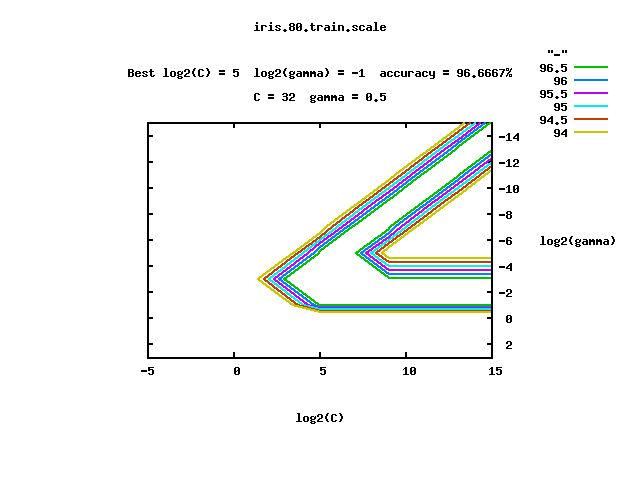 iris.80.train.scale
Best log2(C) = 5  log2(gamma) = -1  accuracy = 96.6667%
C = 32  gamma = 0.5
"_"
96.5
96
95.5
95
94.5
94
-14
-12
-10
-8
-6
-4
-2
0
2
log2(gamma)
-5 0 5 10 15
log2(C)